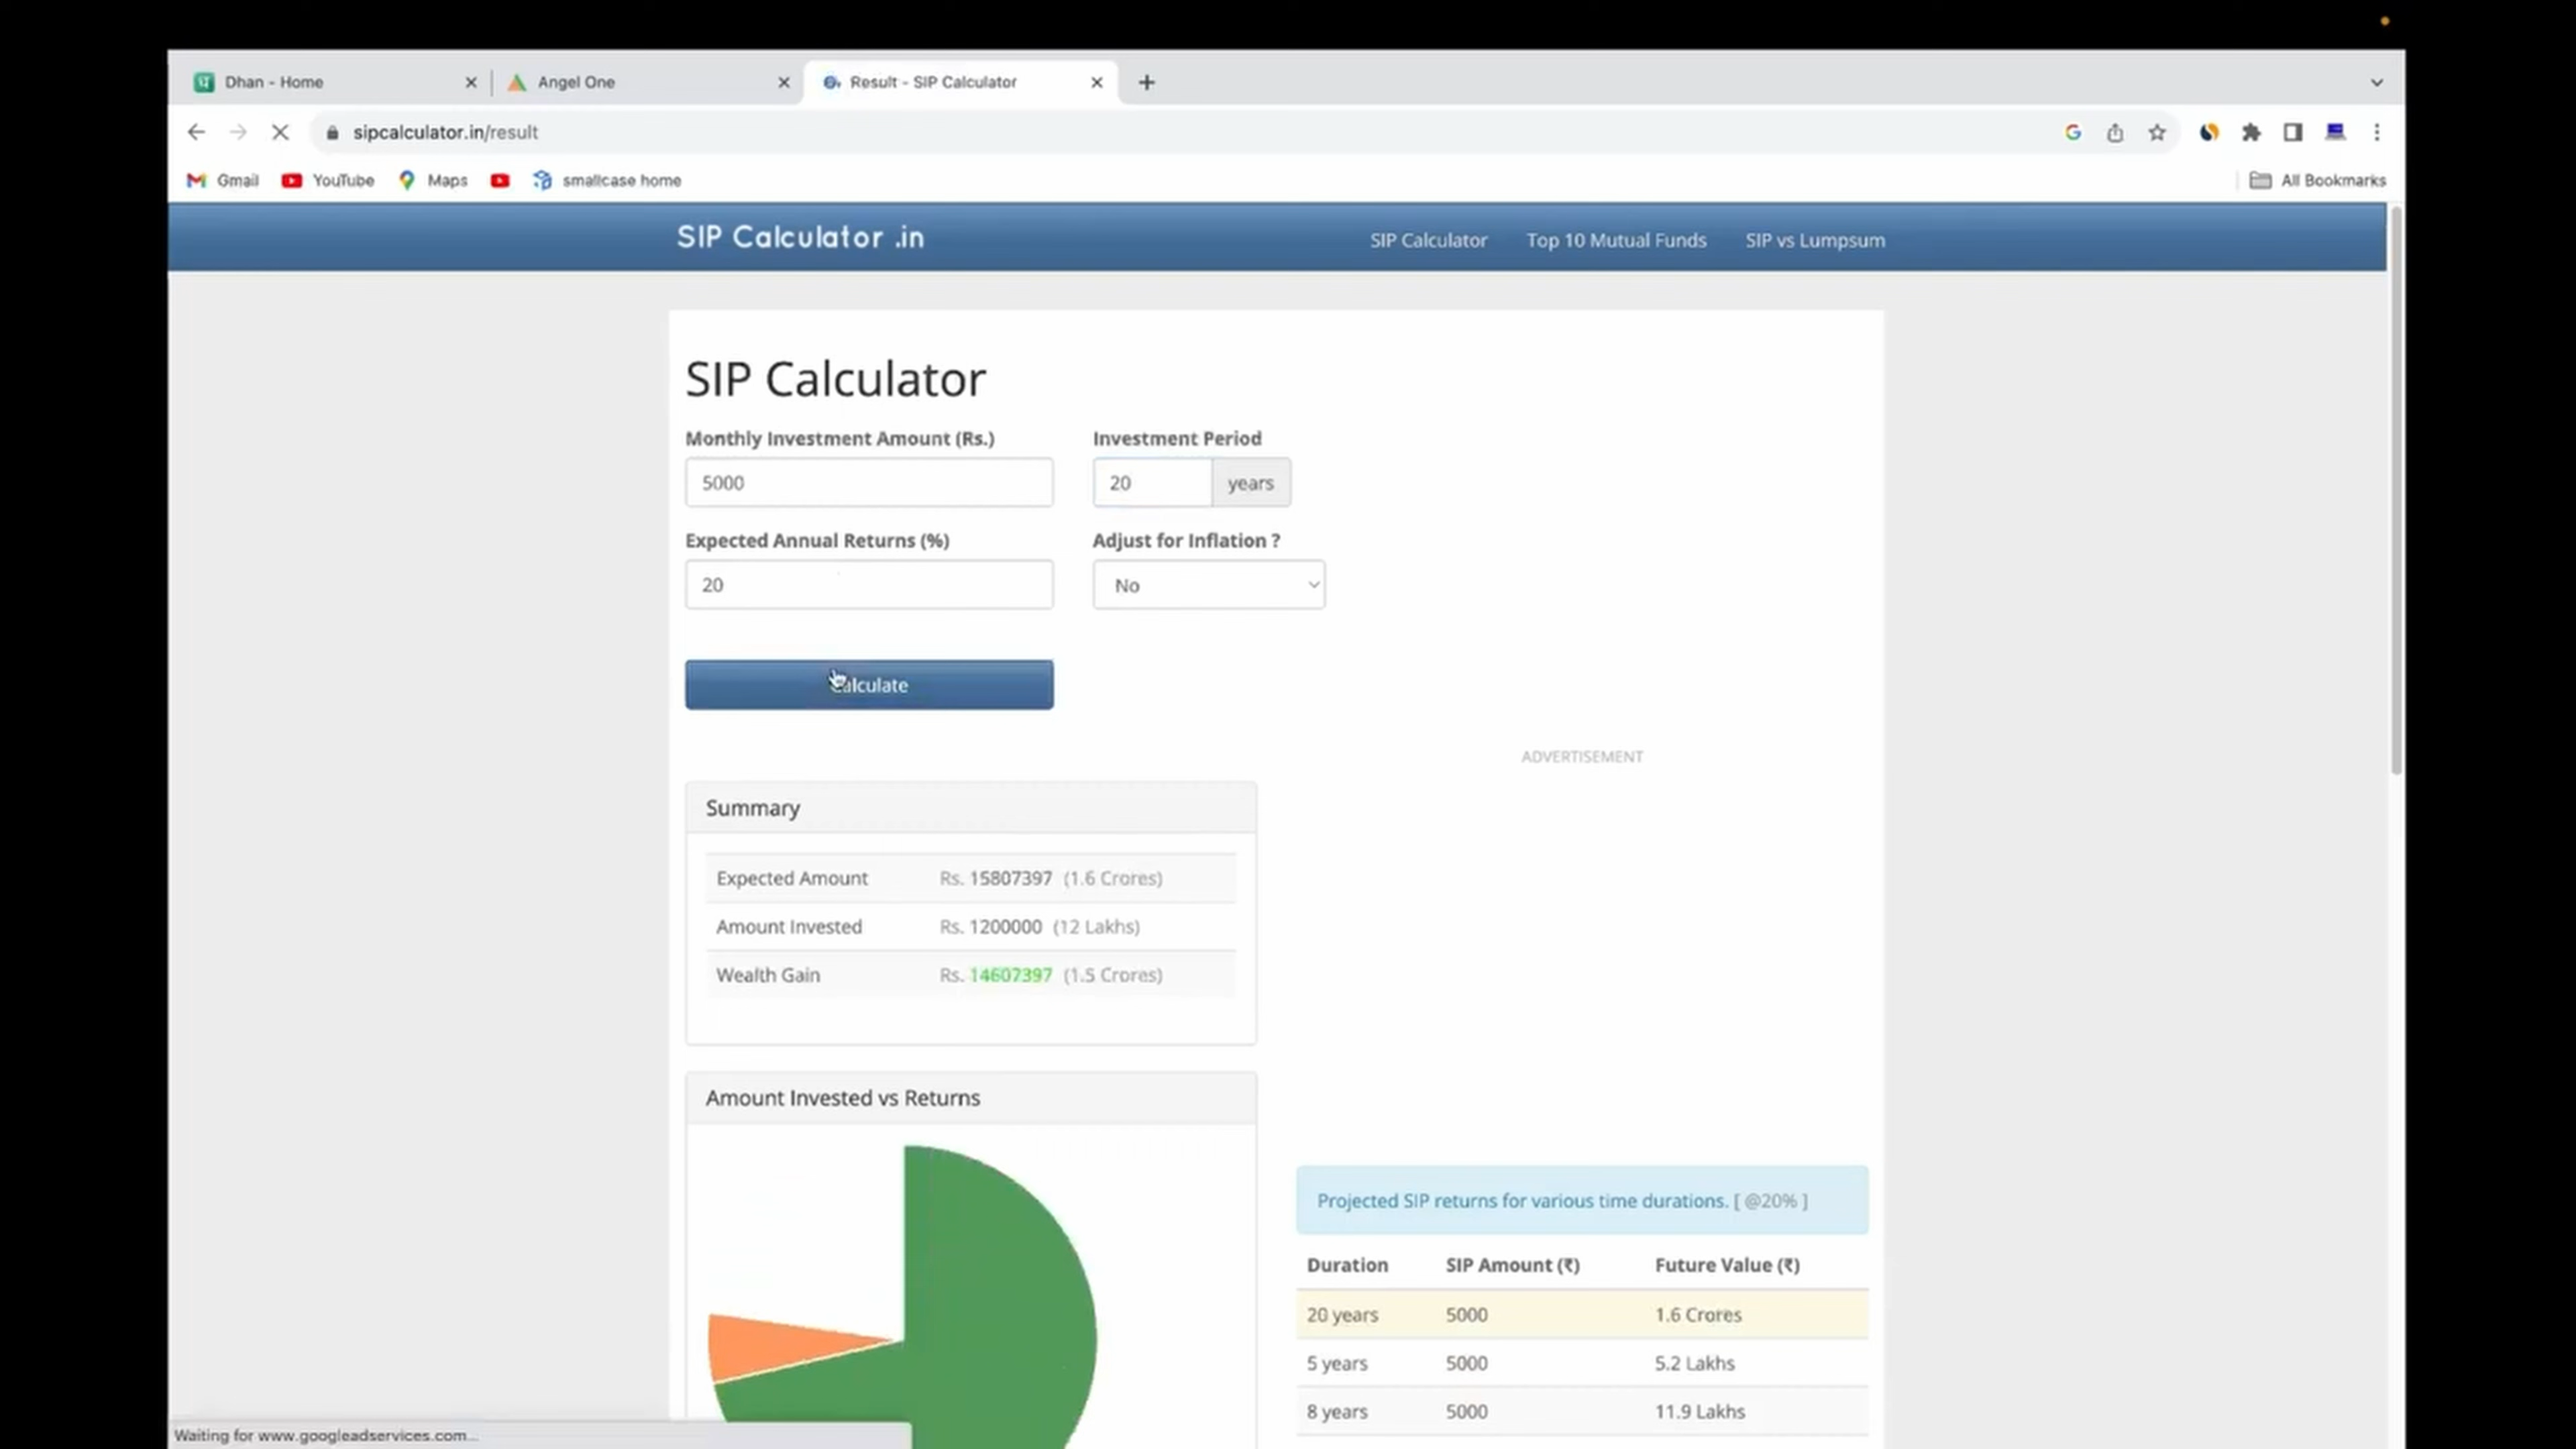 Dhan - Home
Angel One
Result - SIP Calculator
sipcalculator.in/result
Gmail
YouTube
Maps
smallcase home
All Bookmarks
SIP Calculator .in
SIP Calculator
Top 10 Mutual Funds
SIP vs Lumpsum
SIP Calculator
Monthly Investment Amount (Rs.)
Investment Period
5000
20 years
Expected Annual Returns (%)
Adjust for Inflation ?
20
No
Calculate
ADVERTISEMENT
Summary
Expected Amount Rs. 15807397 (1.6 Crores)
Amount Invested Rs. 1200000 (12 Lakhs)
Wealth Gain Rs. 14607397 (1.5 Crores)
Amount Invested vs Returns
Projected SIP returns for various time durations. [ @20% ]
Duration SIP Amount (₹) Future Value (₹)
20 years 5000 1.6 Crores
5 years 5000 5.2 Lakhs
8 years 5000 11.9 Lakhs
Waiting for www.googleadservices.com...